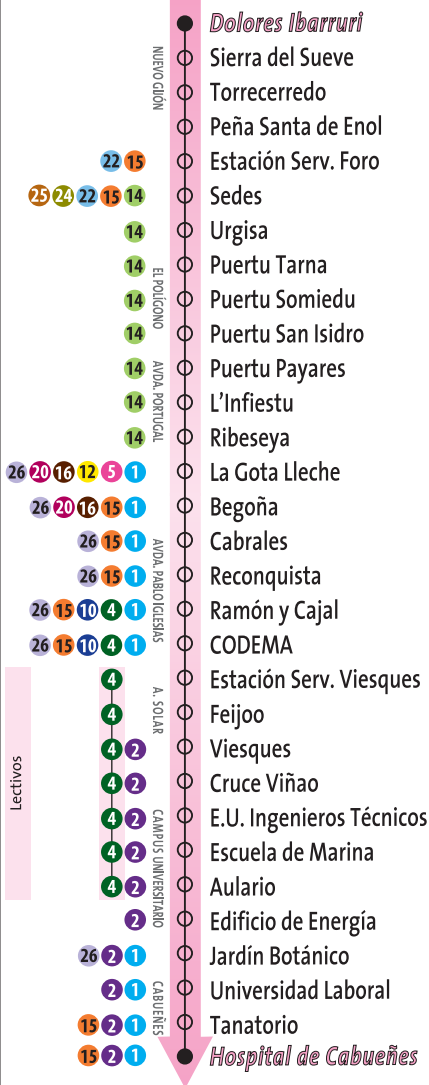 Dolores Ibarruri
Sierra del Sueve
Torrecerredo
Peña Santa de Enol
22 15 Estación Serv. Foro
25 24 22 15 14 Sedes
14 Urgisa
14 Puertu Tarna
14 Puertu Somiedu
14 Puertu San Isidro
14 Puertu Payares
14 L'Infiestu
14 Ribeseya
26 20 16 12 5 1 La Gota Lleche
26 20 16 15 1 Begoña
26 15 1 Cabrales
26 15 1 Reconquista
26 15 10 4 1 Ramón y Cajal
26 15 10 4 1 CODEMA
4 Estación Serv. Viesques
4 Feijoo
4 2 Viesques
4 2 Cruce Viñao
4 2 E.U. Ingenieros Técnicos
4 2 Escuela de Marina
4 2 Aulario
2 Edificio de Energía
26 2 1 Jardín Botánico
2 1 Universidad Laboral
15 2 1 Tanatorio
15 2 1 Hospital de Cabueñes
NUEVO GIJÓN
EL POLÍGONO
AVDA. PORTUGAL
AVDA. PABLO IGLESIAS
A. SOLAR
CAMPUS UNIVERSITARIO
CABUEÑES
Lectivos